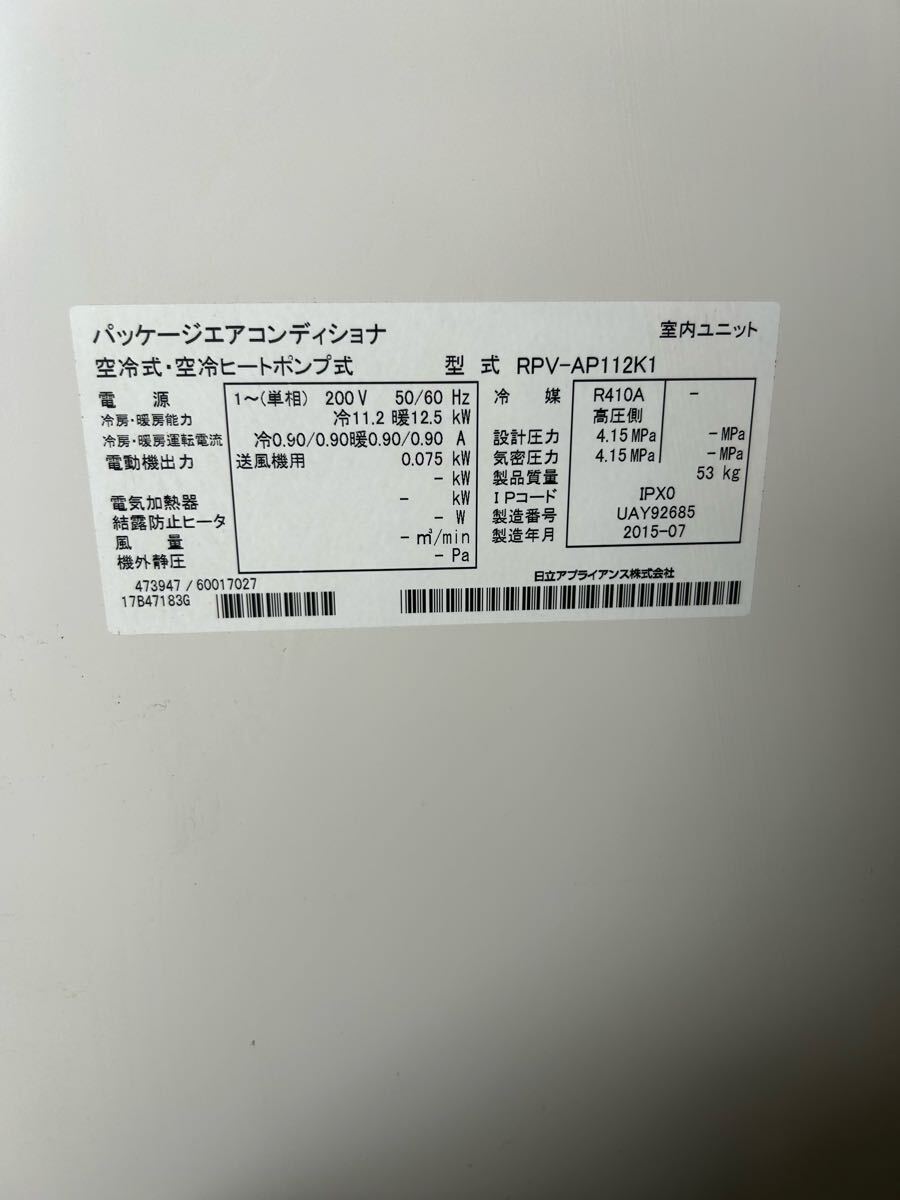 パッケージエアコンディショナ 室内ユニット
空冷式・空冷ヒートポンプ式 型 式 RPV-AP112K1
電 源 1～(単相) 200V 50/60 Hz
冷房・暖房能力 冷11.2 暖12.5 kW
冷房・暖房運転電流 冷0.90/0.90暖0.90/0.90 A
電動機出力 送風機用 0.075 kW
- kW
電気加熱器 - kW
結露防止ヒータ - W
風 量 - m³/min
機外静圧 - Pa
冷 媒 R410A -
高圧側
設計圧力 4.15MPa -MPa
気密圧力 4.15MPa -MPa
製品質量 53 kg
IPコード IPX0
製造番号 UAY92685
製造年月 2015-07
473947/60017027
17B47183G
日立アプライアンス株式会社